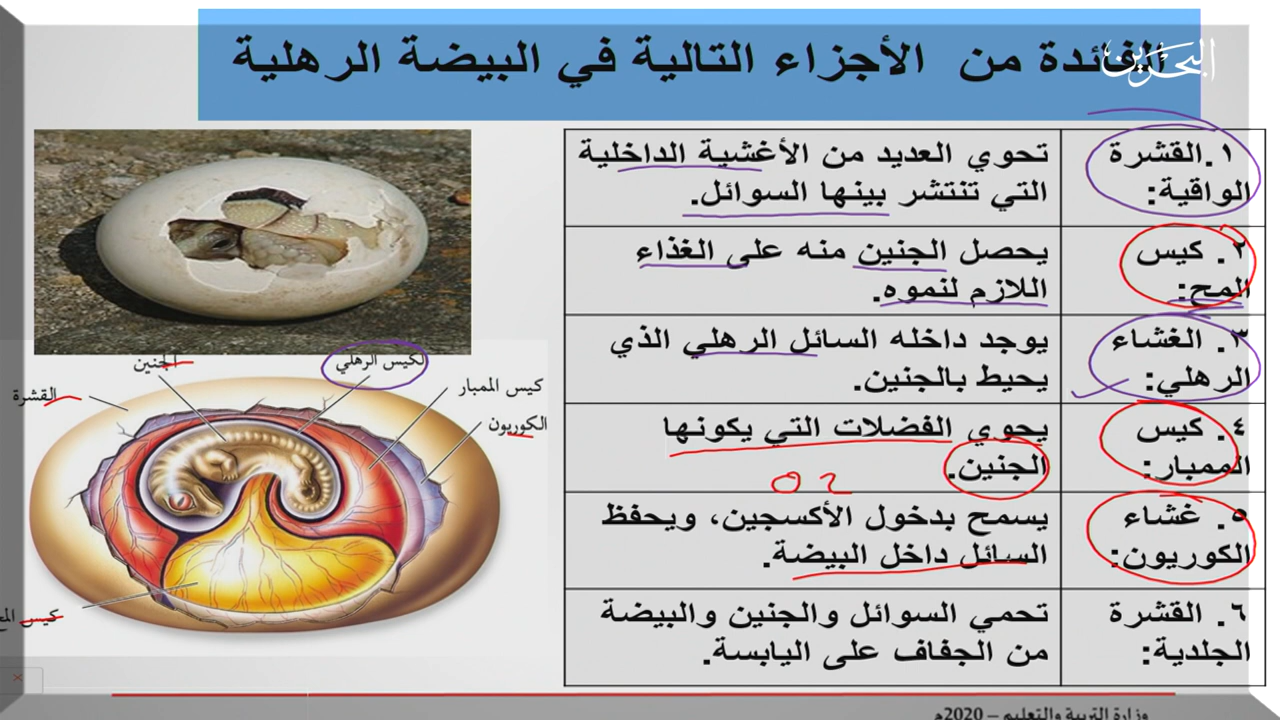 الفائدة من الأجزاء التالية في البيضة الرهلية
البحرين
١.القشرة الواقية:
تحوي العديد من الأغشية الداخلية
التي تنتشر بينها السوائل.
٢. كيس المح:
يحصل الجنين منه على الغذاء
اللازم لنموه.
٣. الغشاء الرهلي:
يوجد داخله السائل الرهلي الذي
يحيط بالجنين.
٤. كيس الممبار:
يحوي الفضلات التي يكونها
الجنين.
٥. غشاء الكوريون:
يسمح بدخول الأكسجين، ويحفظ
السائل داخل البيضة.
٦. القشرة الجلدية:
تحمي السوائل والجنين والبيضة
من الجفاف على اليابسة.
O2
الجنين
لكيس الرهلي
كيس الممبار
القشرة
الكوريون
كيس المح
وزارة التربية والتعليم – 2020م